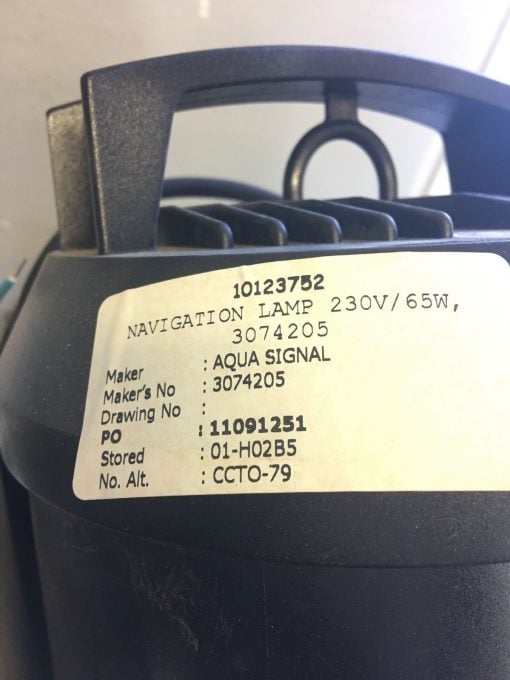 10123752
NAVIGATION LAMP 230V/65W,
3074205
Maker : AQUA SIGNAL
Maker's No : 3074205
Drawing No :
PO : 11091251
Stored : 01-H02B5
No. Alt. : CCTO-79